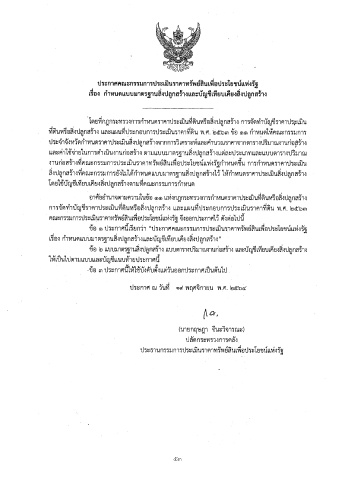 ประกาศคณะกรรมการประเมินราคาทรัพย์สินเพื่อประโยชน์แห่งรัฐ
เรื่อง กำหนดแบบมาตรฐานสิ่งปลูกสร้างและบัญชีเทียบเคียงสิ่งปลูกสร้าง
โดยที่กฎกระทรวงการกำหนดราคาประเมินที่ดินหรือสิ่งปลูกสร้าง การจัดทำบัญชีราคาประเมิน
ที่ดินหรือสิ่งปลูกสร้าง และแผนที่ประกอบการประเมินราคาที่ดิน พ.ศ. ๒๕๖๓ ข้อ ๑๑ กำหนดให้คณะกรรมการ
ประจำจังหวัดกำหนดราคาประเมินสิ่งปลูกสร้างจากการวิเคราะห์และคำนวณราคาจากตารางปริมาณงานก่อสร้าง
และค่าใช้จ่ายในการดำเนินงานก่อสร้าง ตามแบบมาตรฐานสิ่งปลูกสร้างแต่ละประเภทและแบบตารางปริมาณ
งานก่อสร้างที่คณะกรรมการประเมินราคาทรัพย์สินเพื่อประโยชน์แห่งรัฐกำหนดขึ้น การกำหนดราคาประเมิน
สิ่งปลูกสร้างที่คณะกรรมการยังไม่ได้กำหนดแบบมาตรฐานสิ่งปลูกสร้างไว้ ให้กำหนดราคาประเมินสิ่งปลูกสร้าง
โดยใช้บัญชีเทียบเคียงสิ่งปลูกสร้างตามที่คณะกรรมการกำหนด
อาศัยอำนาจตามความในข้อ ๑๑ แห่งกฎกระทรวงการกำหนดราคาประเมินที่ดินหรือสิ่งปลูกสร้าง
การจัดทำบัญชีราคาประเมินที่ดินหรือสิ่งปลูกสร้าง และแผนที่ประกอบการประเมินราคาที่ดิน พ.ศ. ๒๕๖๓
คณะกรรมการประเมินราคาทรัพย์สินเพื่อประโยชน์แห่งรัฐ จึงออกประกาศไว้ ดังต่อไปนี้
ข้อ ๑ ประกาศนี้เรียกว่า "ประกาศคณะกรรมการประเมินราคาทรัพย์สินเพื่อประโยชน์แห่งรัฐ
เรื่อง กำหนดแบบมาตรฐานสิ่งปลูกสร้างและบัญชีเทียบเคียงสิ่งปลูกสร้าง"
ข้อ ๒ แบบมาตรฐานสิ่งปลูกสร้าง แบบตารางปริมาณงานก่อสร้าง และบัญชีเทียบเคียงสิ่งปลูกสร้าง
ให้เป็นไปตามแบบและบัญชีแนบท้ายประกาศนี้
ข้อ ๓ ประกาศนี้ให้ใช้บังคับตั้งแต่วันออกประกาศเป็นต้นไป
ประกาศ ณ วันที่ ๑๗ พฤศจิกายน พ.ศ. ๒๕๖๔
(นายกฤษฎา จีนะวิจารณะ)
ปลัดกระทรวงการคลัง
ประธานกรรมการประเมินราคาทรัพย์สินเพื่อประโยชน์แห่งรัฐ